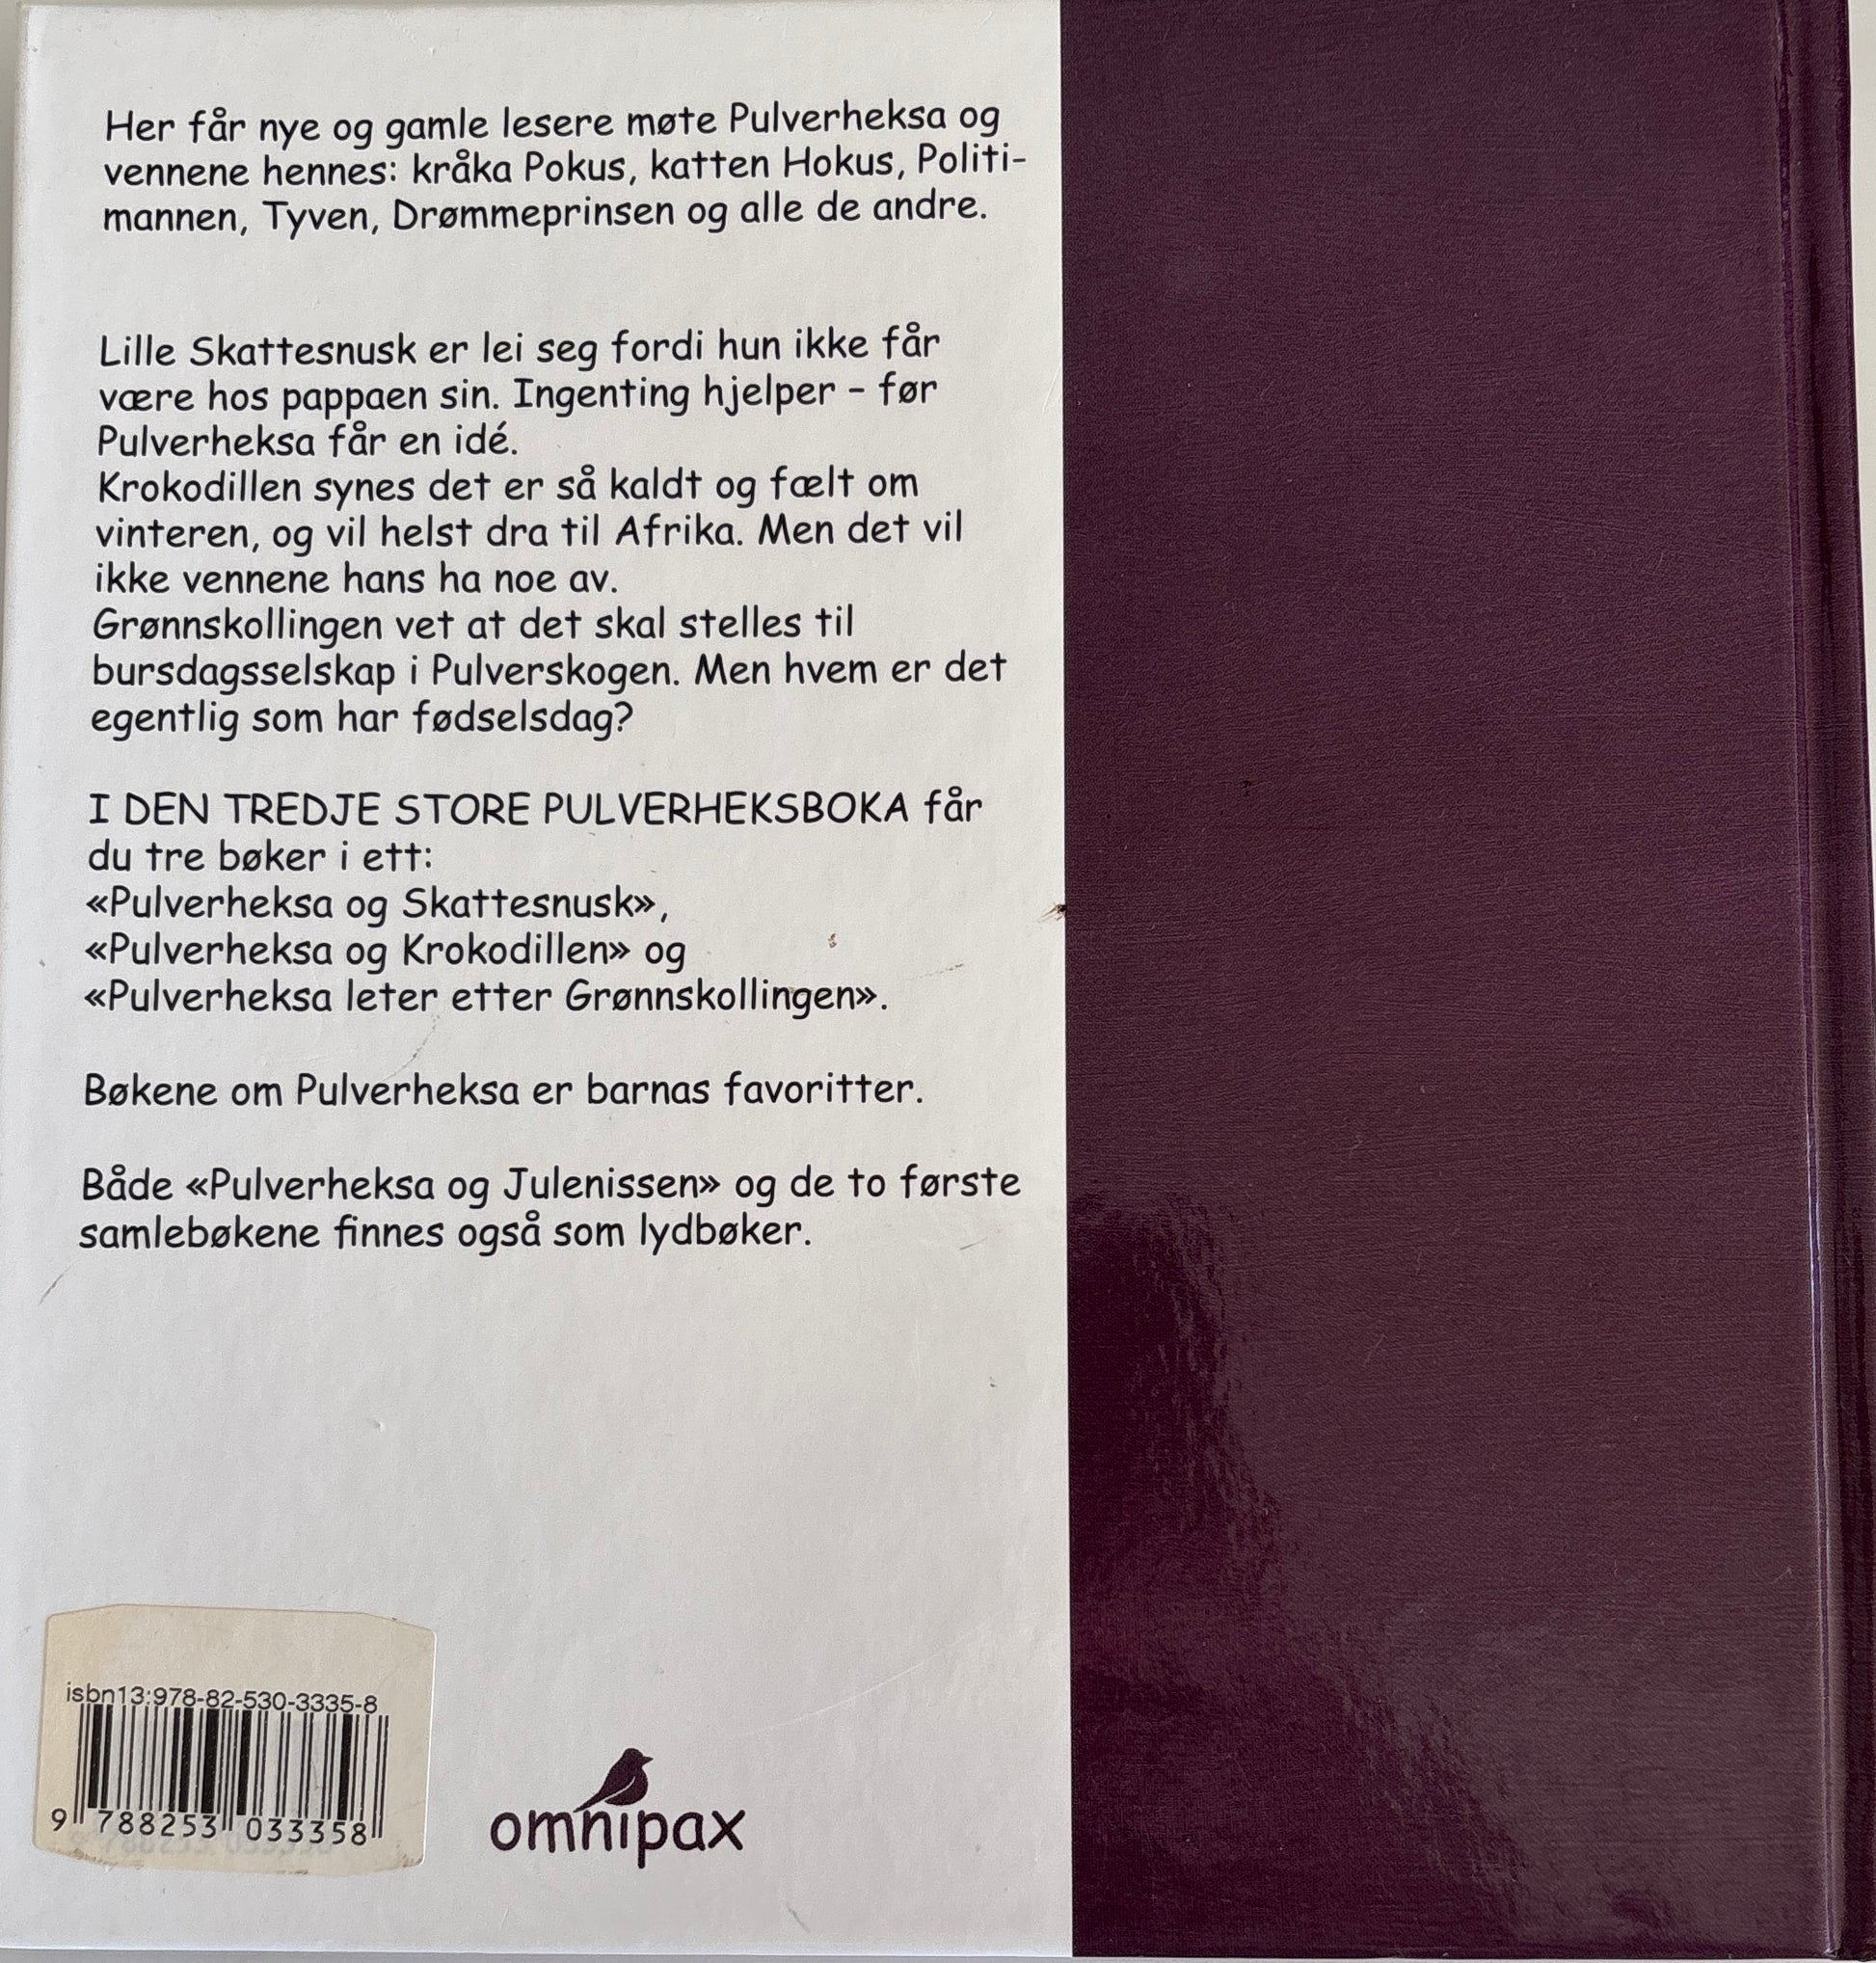 Her får nye og gamle lesere møte Pulverheksa og
vennene hennes: kråka Pokus, katten Hokus, Politi-
mannen, Tyven, Drømmeprinsen og alle de andre.
Lille Skattesnusk er lei seg fordi hun ikke får
være hos pappaen sin. Ingenting hjelper – før
Pulverheksa får en idé.
Krokodillen synes det er så kaldt og fælt om
vinteren, og vil helst dra til Afrika. Men det vil
ikke vennene hans ha noe av.
Grønnskollingen vet at det skal stelles til
bursdagsselskap i Pulverskogen. Men hvem er det
egentlig som har fødselsdag?
I DEN TREDJE STORE PULVERHEKSBOKA får
du tre bøker i ett:
«Pulverheksa og Skattesnusk»,
«Pulverheksa og Krokodillen» og
«Pulverheksa leter etter Grønnskollingen».
Bøkene om Pulverheksa er barnas favoritter.
Både «Pulverheksa og Julenissen» og de to første
samlebøkene finnes også som lydbøker.
isbn13:978-82-530-3335-8
9 788253 033358
omnipax